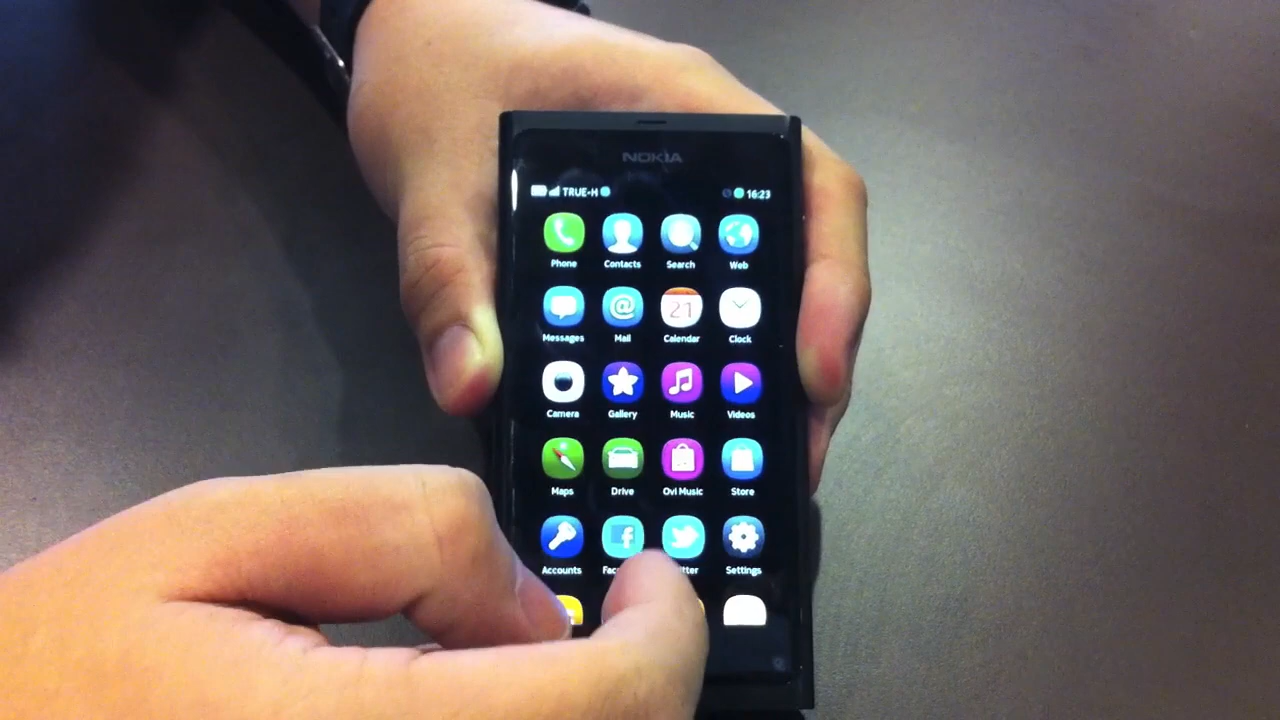 NOKIA
TRUE-H 16:23
Phone Contacts Search Web
21
Messages Mail Calendar Clock
Camera Gallery Music Videos
Maps Drive Ovi Music Store
f
Accounts Settings